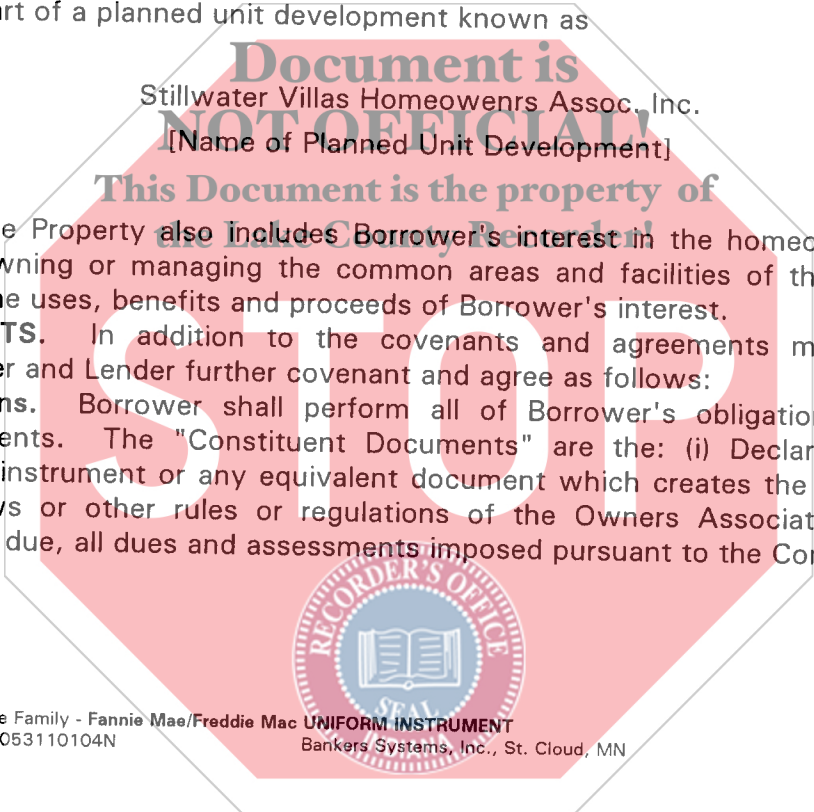 rt of a planned unit development known as
Document is
Stillwater Villas Homeowenrs Assoc. Inc.
NOT OFFICIAL!
[Name of Planned Unit Development]
This Document is the property of
the Lake County Recorder!
e Property also includes Borrower's interest in the homeo
wning or managing the common areas and facilities of th
e uses, benefits and proceeds of Borrower's interest.
TS. In addition to the covenants and agreements m
er and Lender further covenant and agree as follows:
ns. Borrower shall perform all of Borrower's obligatio
ents. The "Constituent Documents" are the: (i) Declar
instrument or any equivalent document which creates the
s or other rules or regulations of the Owners Associat
due, all dues and assessments imposed pursuant to the Co
STOP
RECORDER'S OFFICE
SEAL
INDIANA
e Family - Fannie Mae/Freddie Mac UNIFORM INSTRUMENT
053110104N Bankers Systems, Inc., St. Cloud, MN